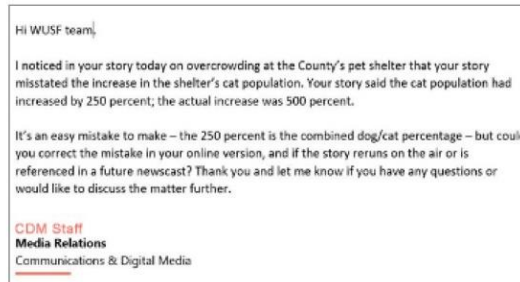 Hi WUSF team,
I noticed in your story today on overcrowding at the County's pet shelter that your story
misstated the increase in the shelter's cat population. Your story said the cat population had
increased by 250 percent; the actual increase was 500 percent.
It's an easy mistake to make – the 250 percent is the combined dog/cat percentage – but could
you correct the mistake in your online version, and if the story reruns on the air or is
referenced in a future newscast? Thank you and let me know if you have any questions or
would like to discuss the matter further.
CDM Staff
Media Relations
Communications & Digital Media